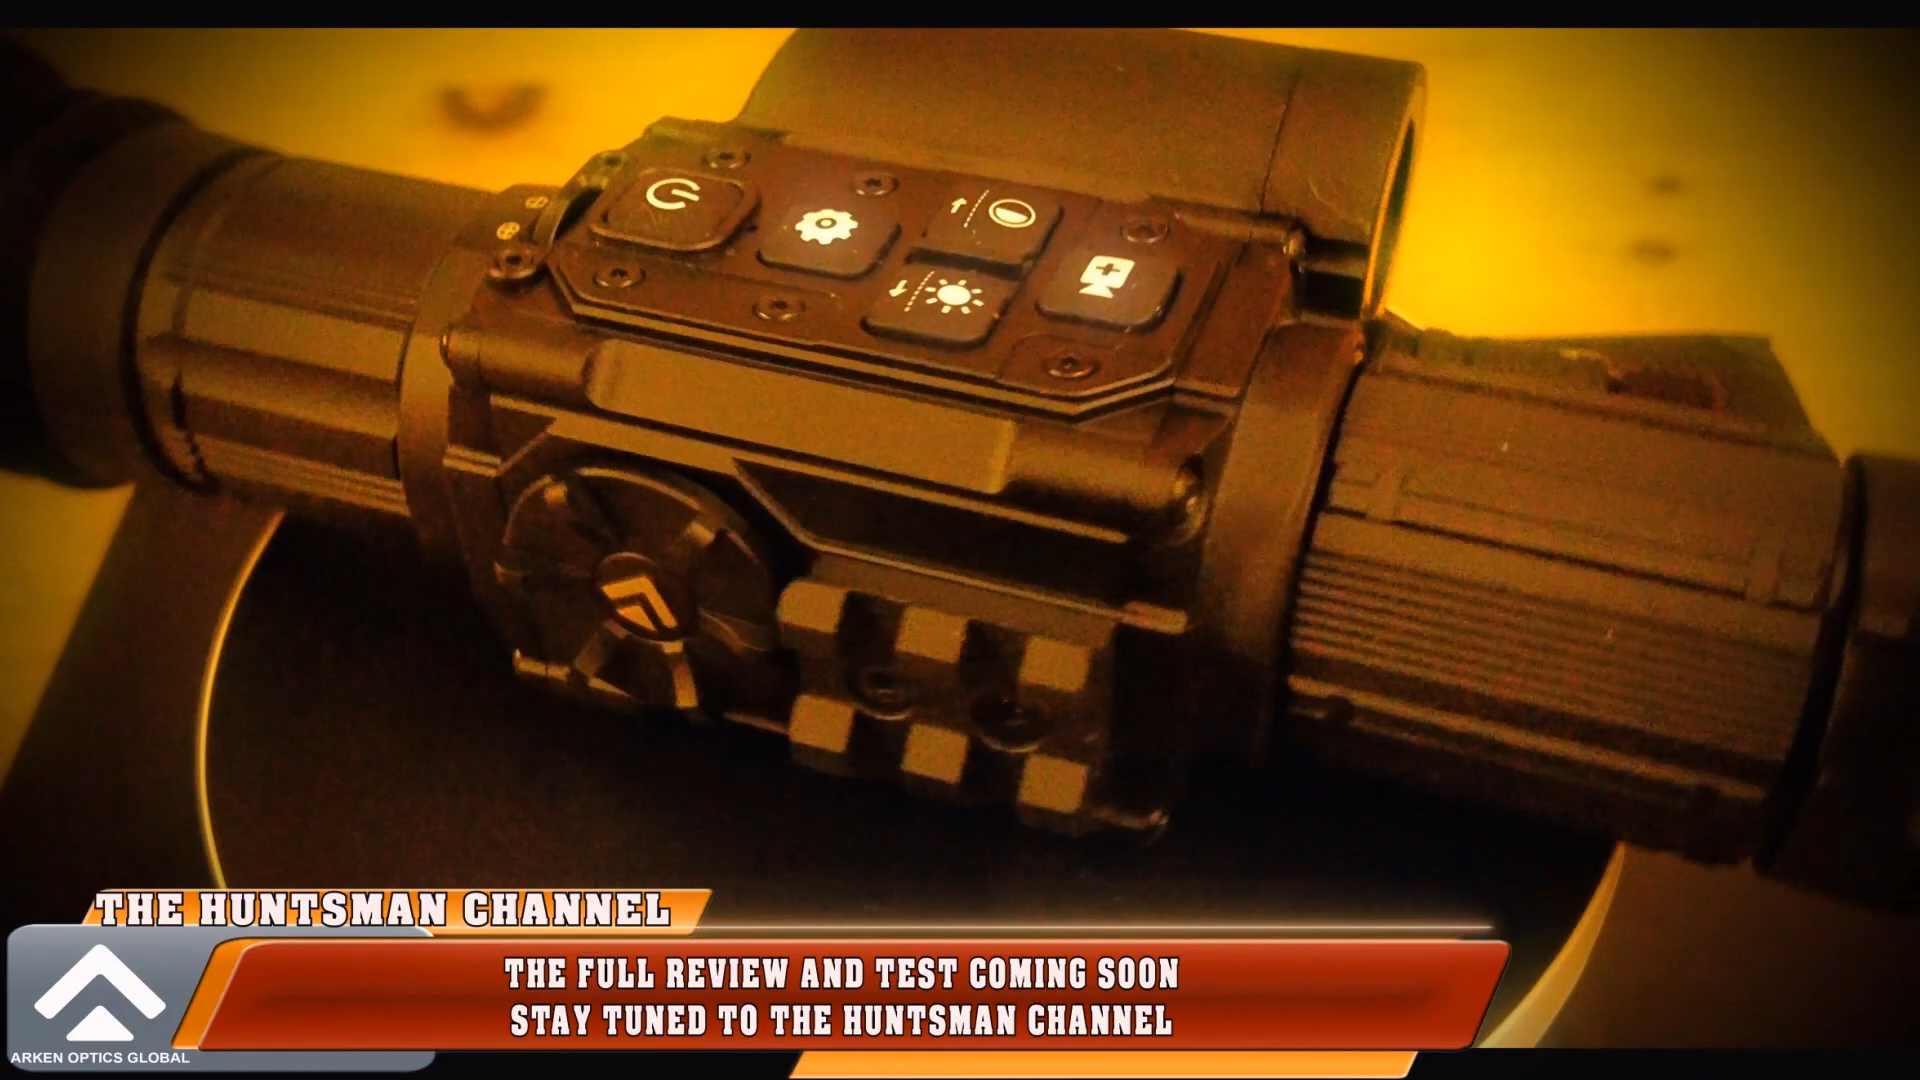 THE HUNTSMAN CHANNEL
THE FULL REVIEW AND TEST COMING SOON
STAY TUNED TO THE HUNTSMAN CHANNEL
ARKEN OPTICS GLOBAL